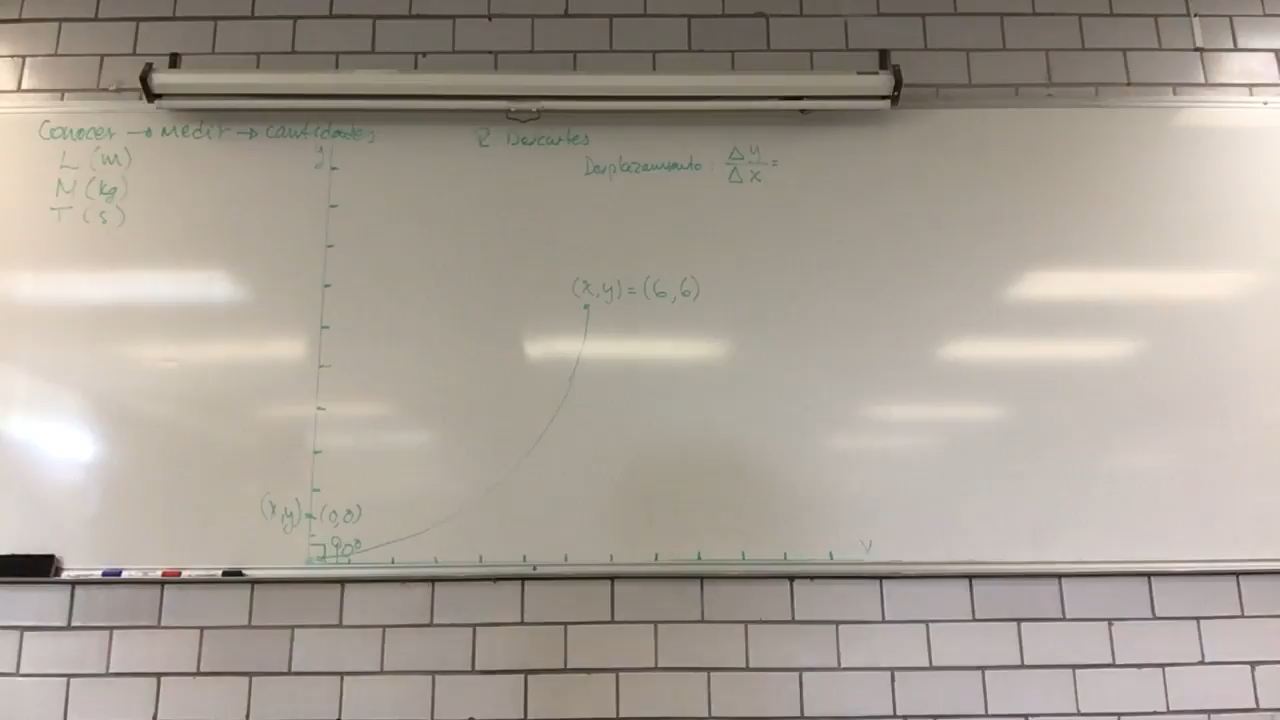 Conocer → medir → cantidades
L (m)
M (kg)
T (s)
R Descartes
Desplazamiento: Δy/Δx =
y
(x,y) = (6,6)
(x,y) = (0,0)
90°